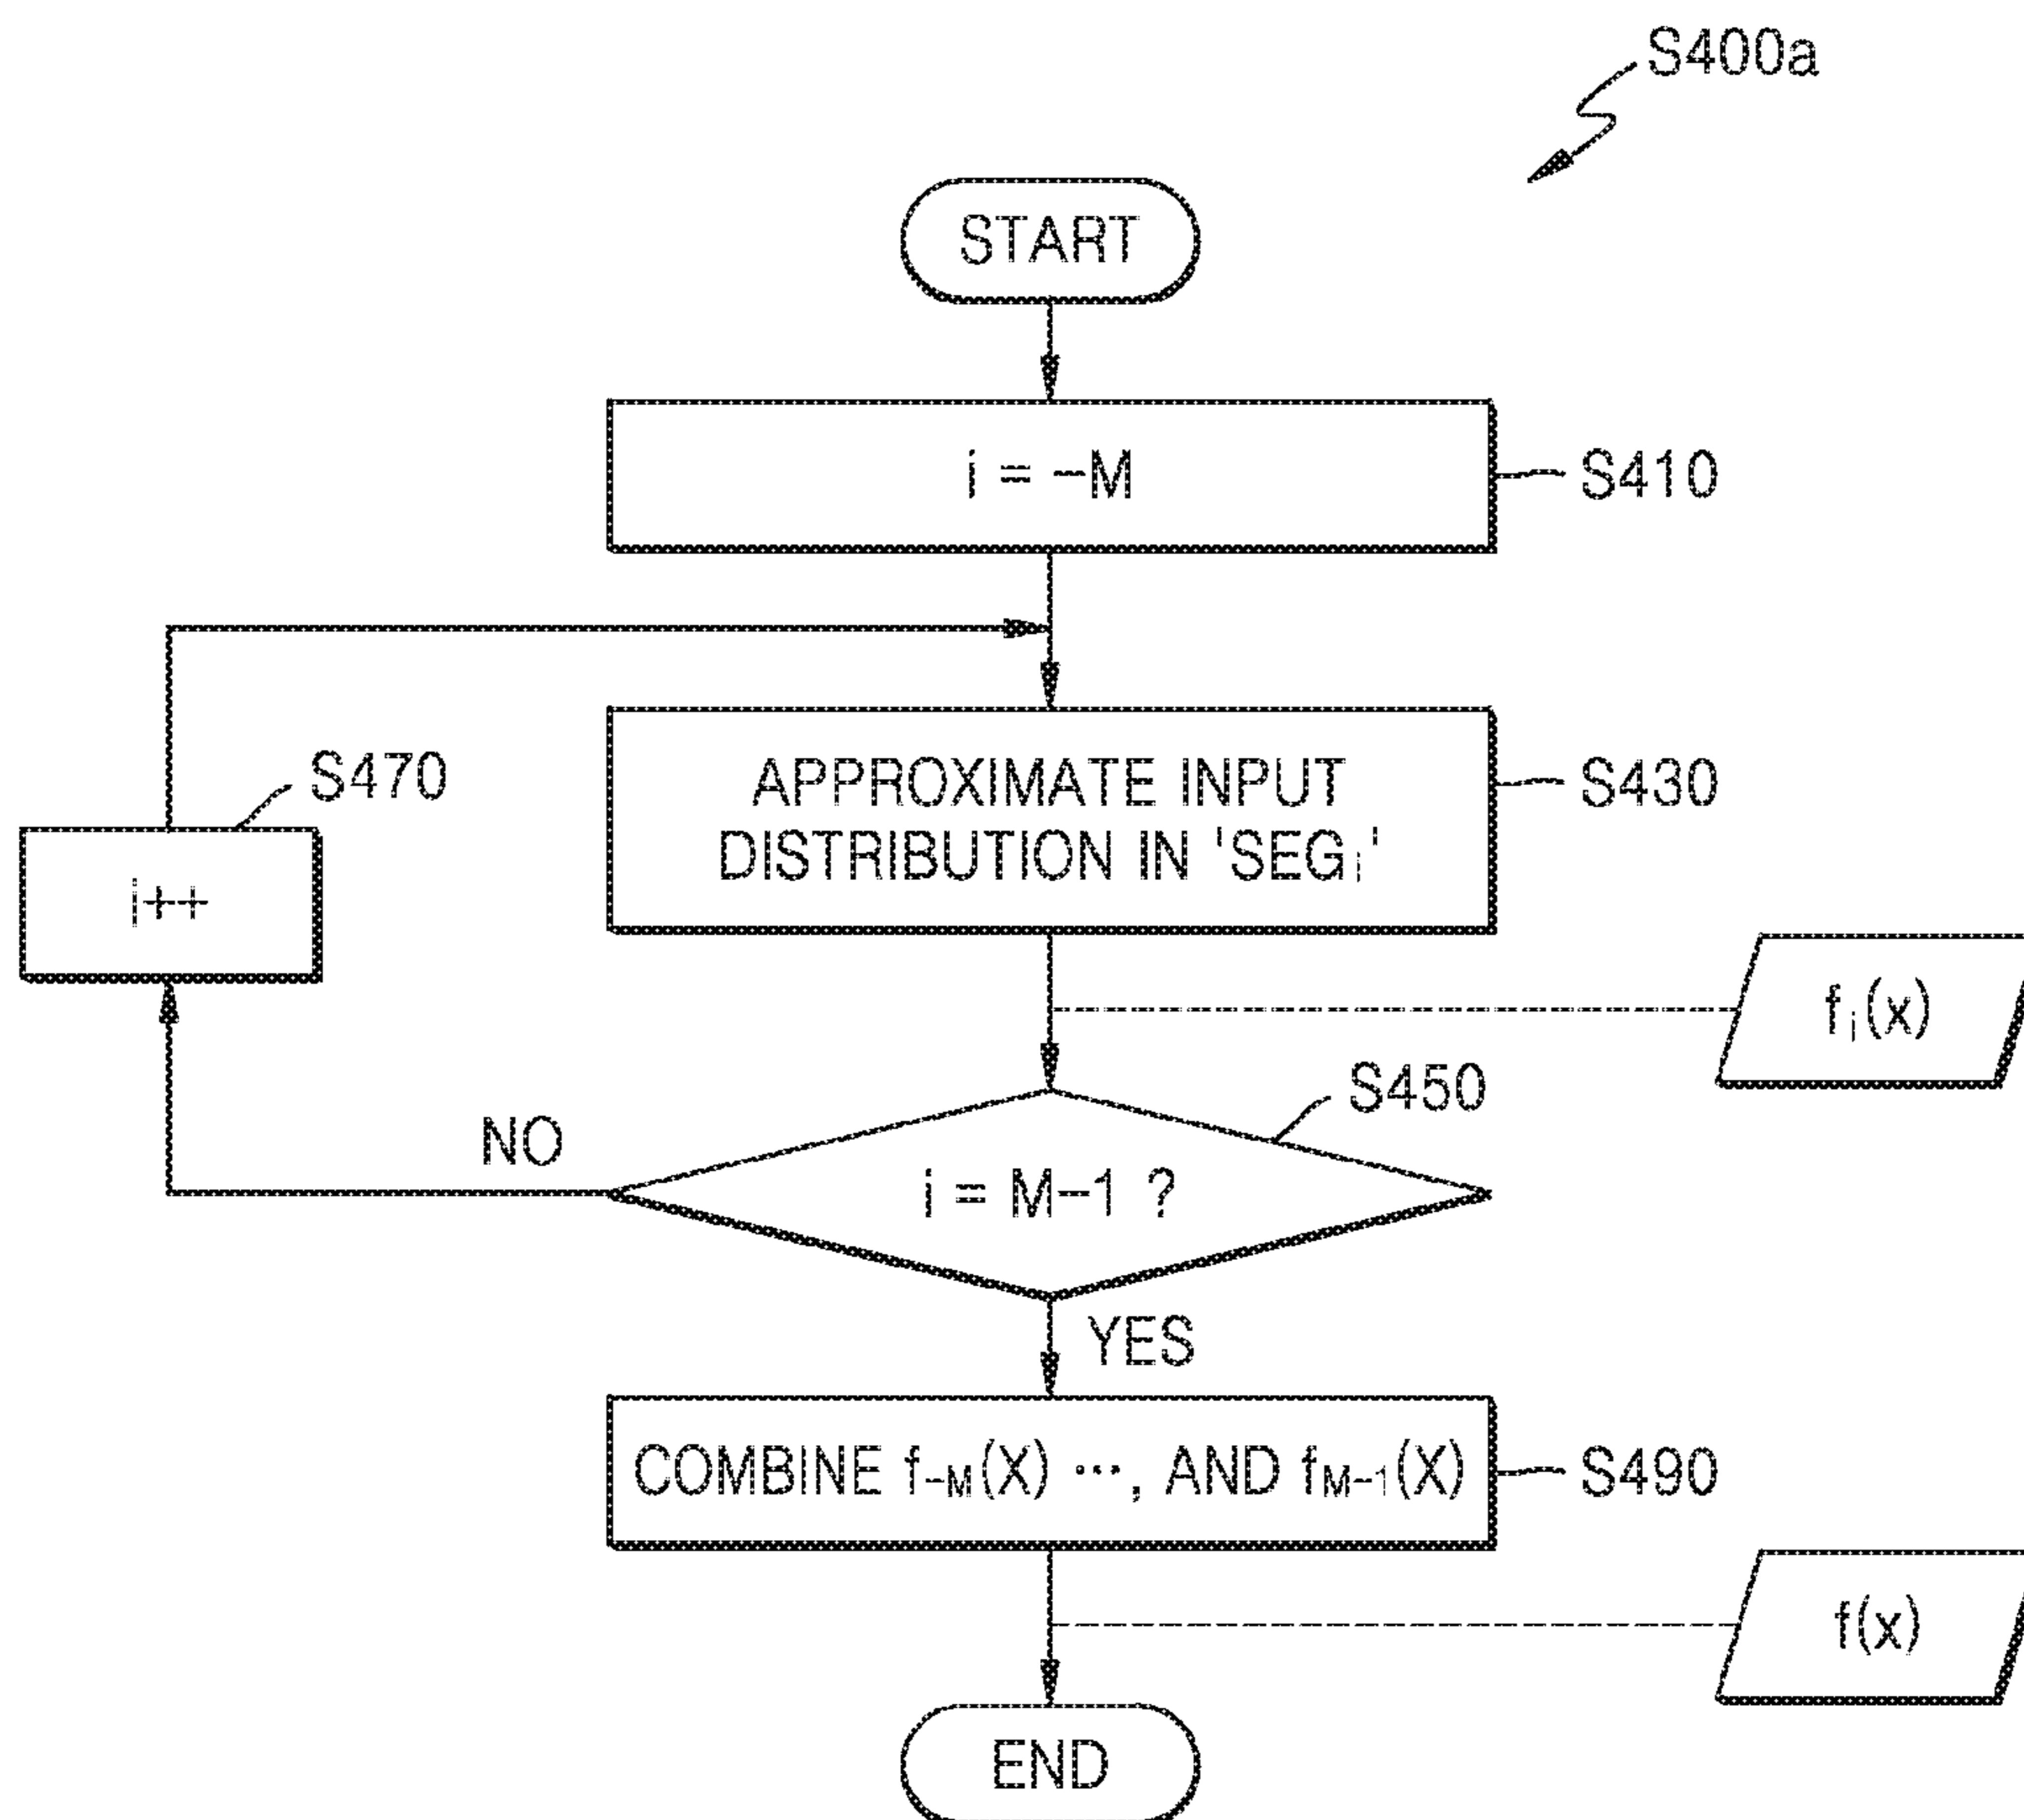 S400a
START
i = -M
S410
S470
i++
APPROXIMATE INPUT
DISTRIBUTION IN 'SEGi'
S430
fi(x)
S450
NO
i = M-1 ?
YES
COMBINE f-M(X) ···, AND fM-1(X)
S490
f(x)
END